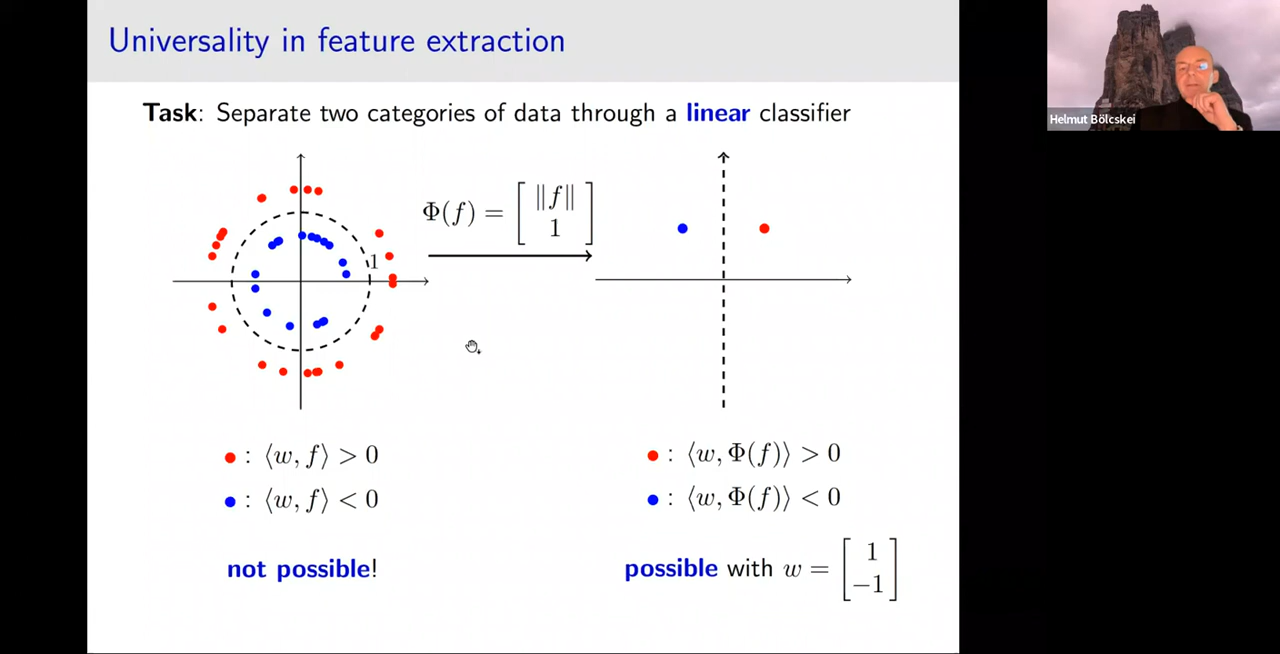 Universality in feature extraction
Task: Separate two categories of data through a linear classifier
Helmut Bölcskei
1
Φ(f) = [ ‖f‖
1 ]
: ⟨w, f⟩ > 0
: ⟨w, f⟩ < 0
not possible!
: ⟨w, Φ(f)⟩ > 0
: ⟨w, Φ(f)⟩ < 0
possible with w = [ 1
−1 ]